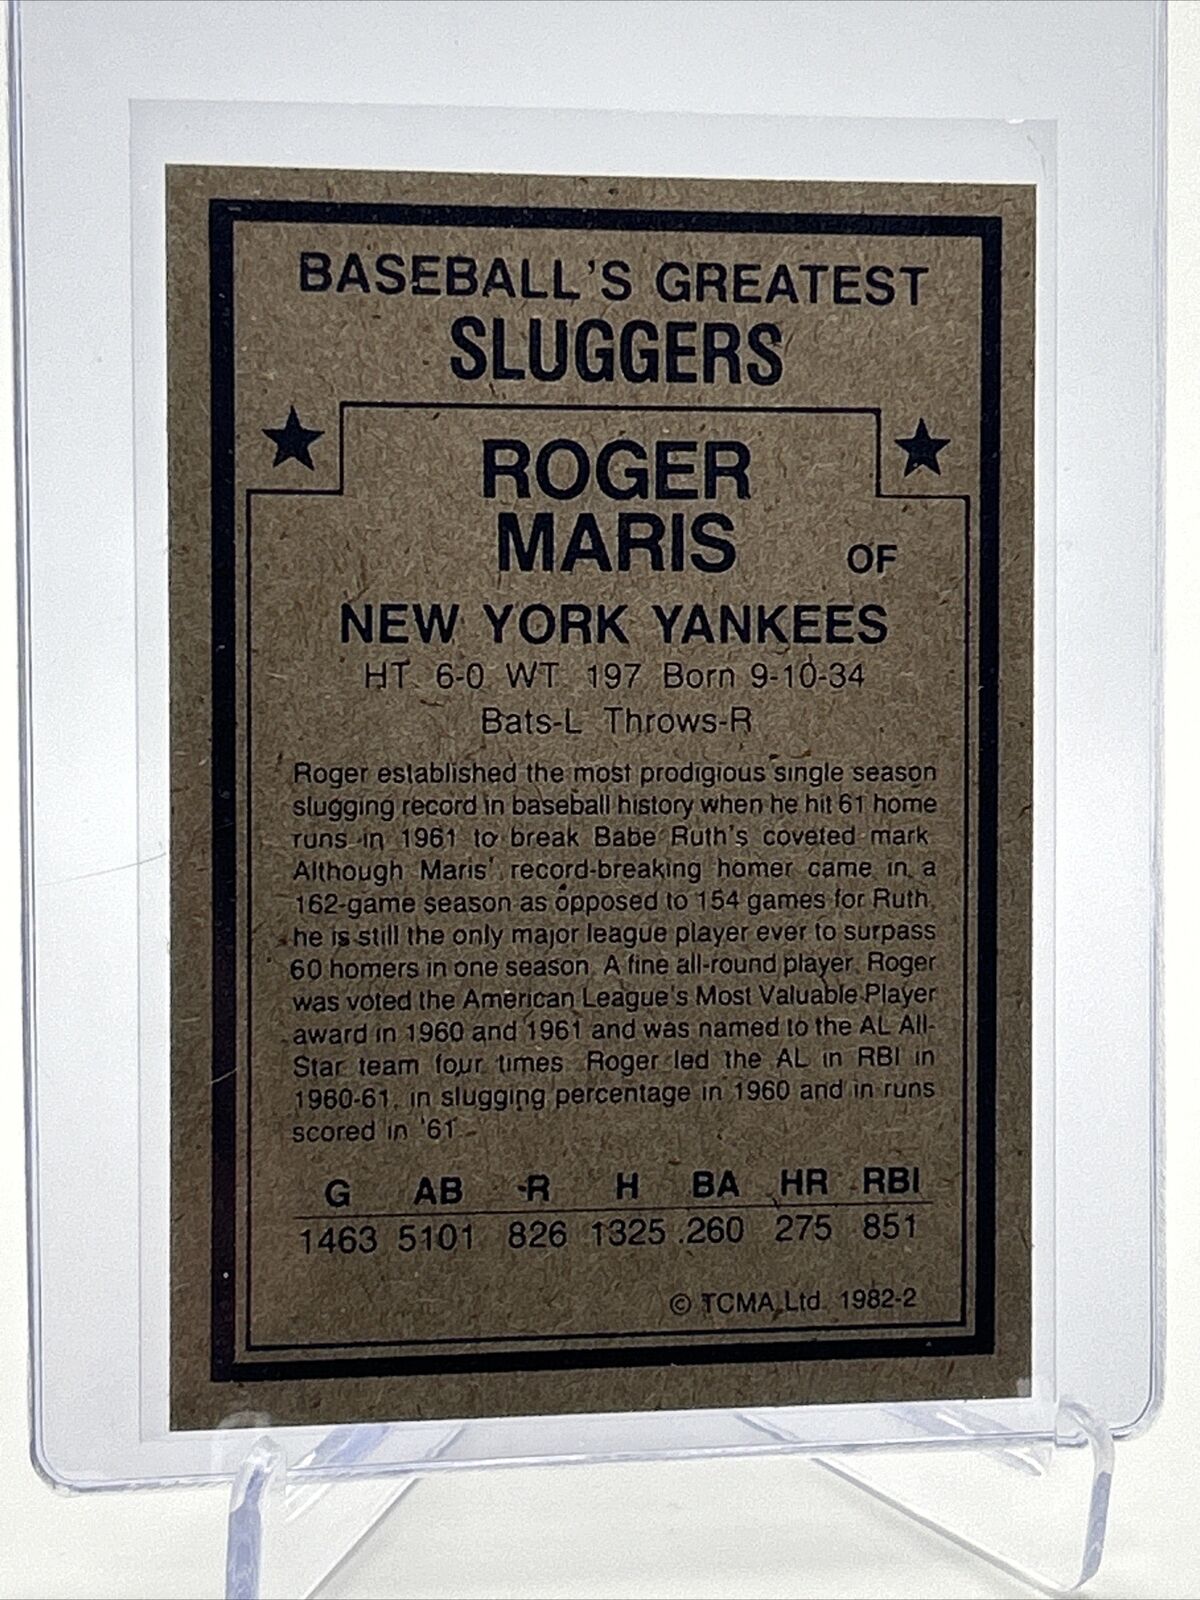 BASEBALL'S GREATEST
SLUGGERS
ROGER
MARIS OF
NEW YORK YANKEES
HT. 6-0 WT. 197 Born 9-10-34
Bats-L Throws-R
Roger established the most prodigious single season
slugging record in baseball history when he hit 61 home
runs in 1961 to break Babe Ruth's coveted mark.
Although Maris' record-breaking homer came in a
162-game season as opposed to 154 games for Ruth,
he is still the only major league player ever to surpass
60 homers in one season. A fine all-round player, Roger
was voted the American League's Most Valuable Player
award in 1960 and 1961 and was named to the AL All-
Star team four times. Roger led the AL in RBI in
1960-61, in slugging percentage in 1960 and in runs
scored in '61.
G AB R H BA HR RBI
1463 5101 826 1325 .260 275 851
© TCMA, Ltd. 1982-2